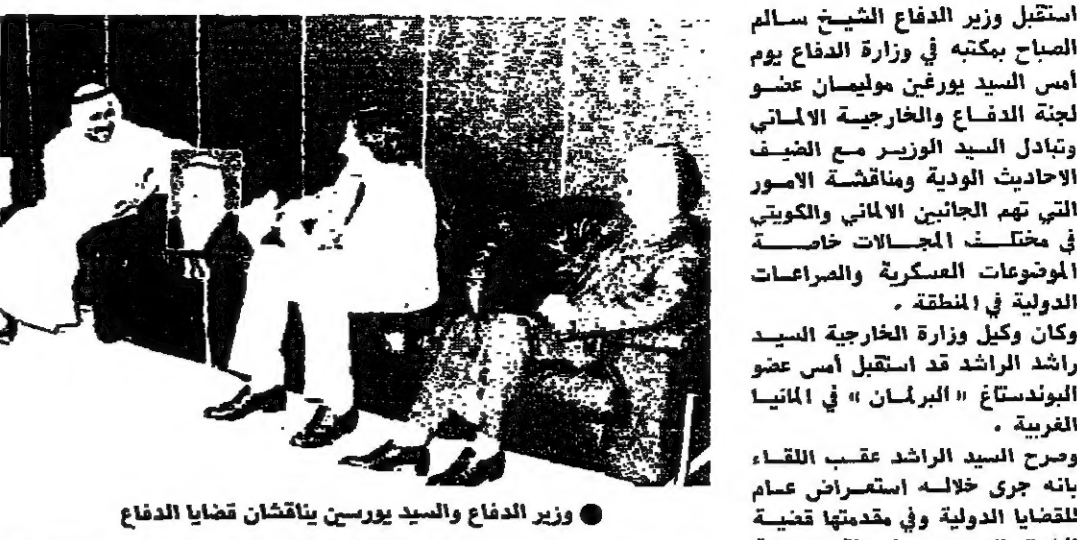 استقبل وزير الدفاع الشيخ سالم
الصباح بمكتبه في وزارة الدفاع يوم
أمس السيد يورغين موليمان عضو
لجنة الدفاع والخارجية الالماني
وتبادل السيد الوزير مع الضيف
الاحاديث الودية ومناقشة الامور
التي تهم الجانبين الالماني والكويتي
في مختلف المجالات خاصة
الموضوعات العسكرية والصراعات
الدولية في المنطقة .
وكان وكيل وزارة الخارجية السيد
راشد الراشد قد استقبل أمس عضو
البوندستاغ « البرلمان » في المانيا
الغربية .
وصرح السيد الراشد عقب اللقاء
بانه جرى خلاله استعراض عام
للقضايا الدولية وفي مقدمتها قضية
● وزير الدفاع والسيد يورسين يناقشان قضايا الدفاع